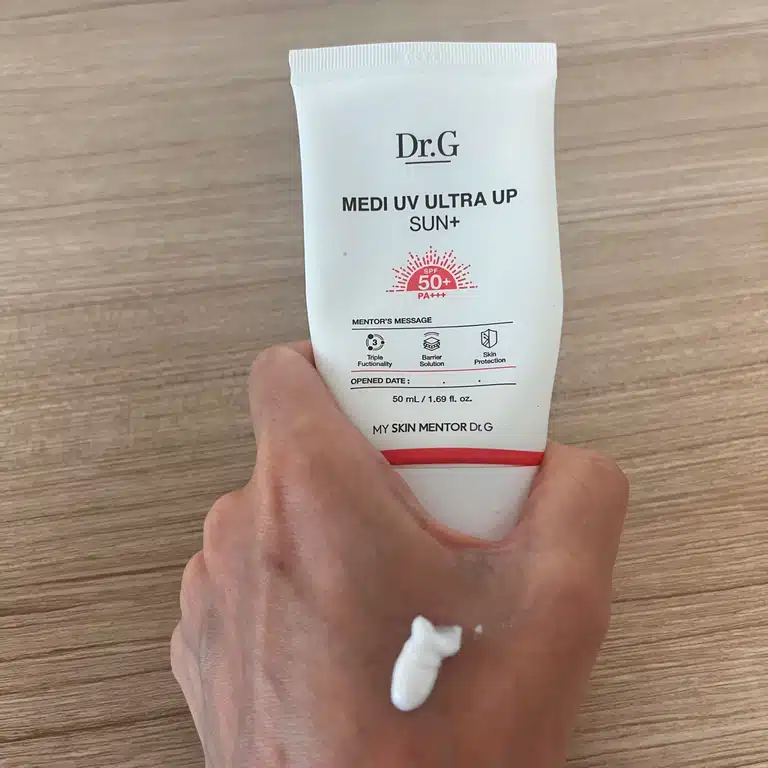 Dr.G
MEDI UV ULTRA UP
SUN+
SPF
50+
PA+++
MENTOR'S MESSAGE
3
Triple
Fuctionality
Barrier
Solution
Skin
Protection
OPENED DATE : . .
50 mL / 1.69 fl. oz.
MY SKIN MENTOR Dr.G